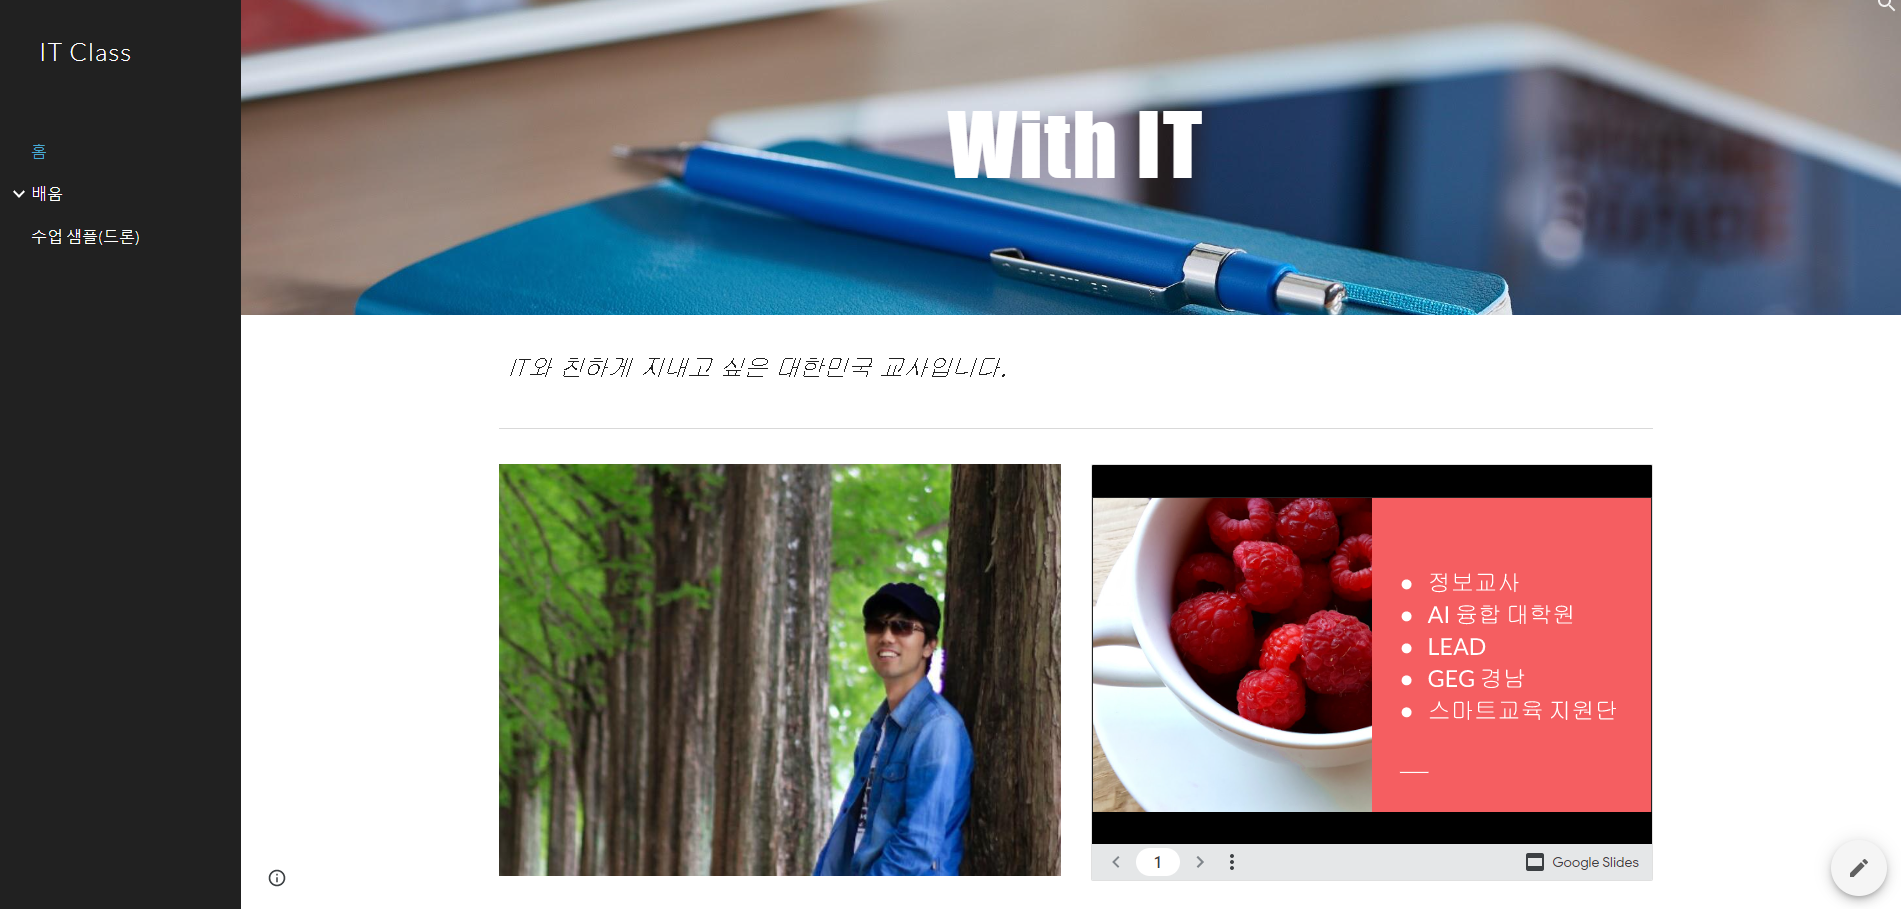 IT Class
홈
배움
수업 샘플(드론)
With IT
IT와 친하게 지내고 싶은 대한민국 교사입니다.
● 정보교사
● AI 융합 대학원
● LEAD
● GEG 경남
● 스마트교육 지원단
1
Google Slides